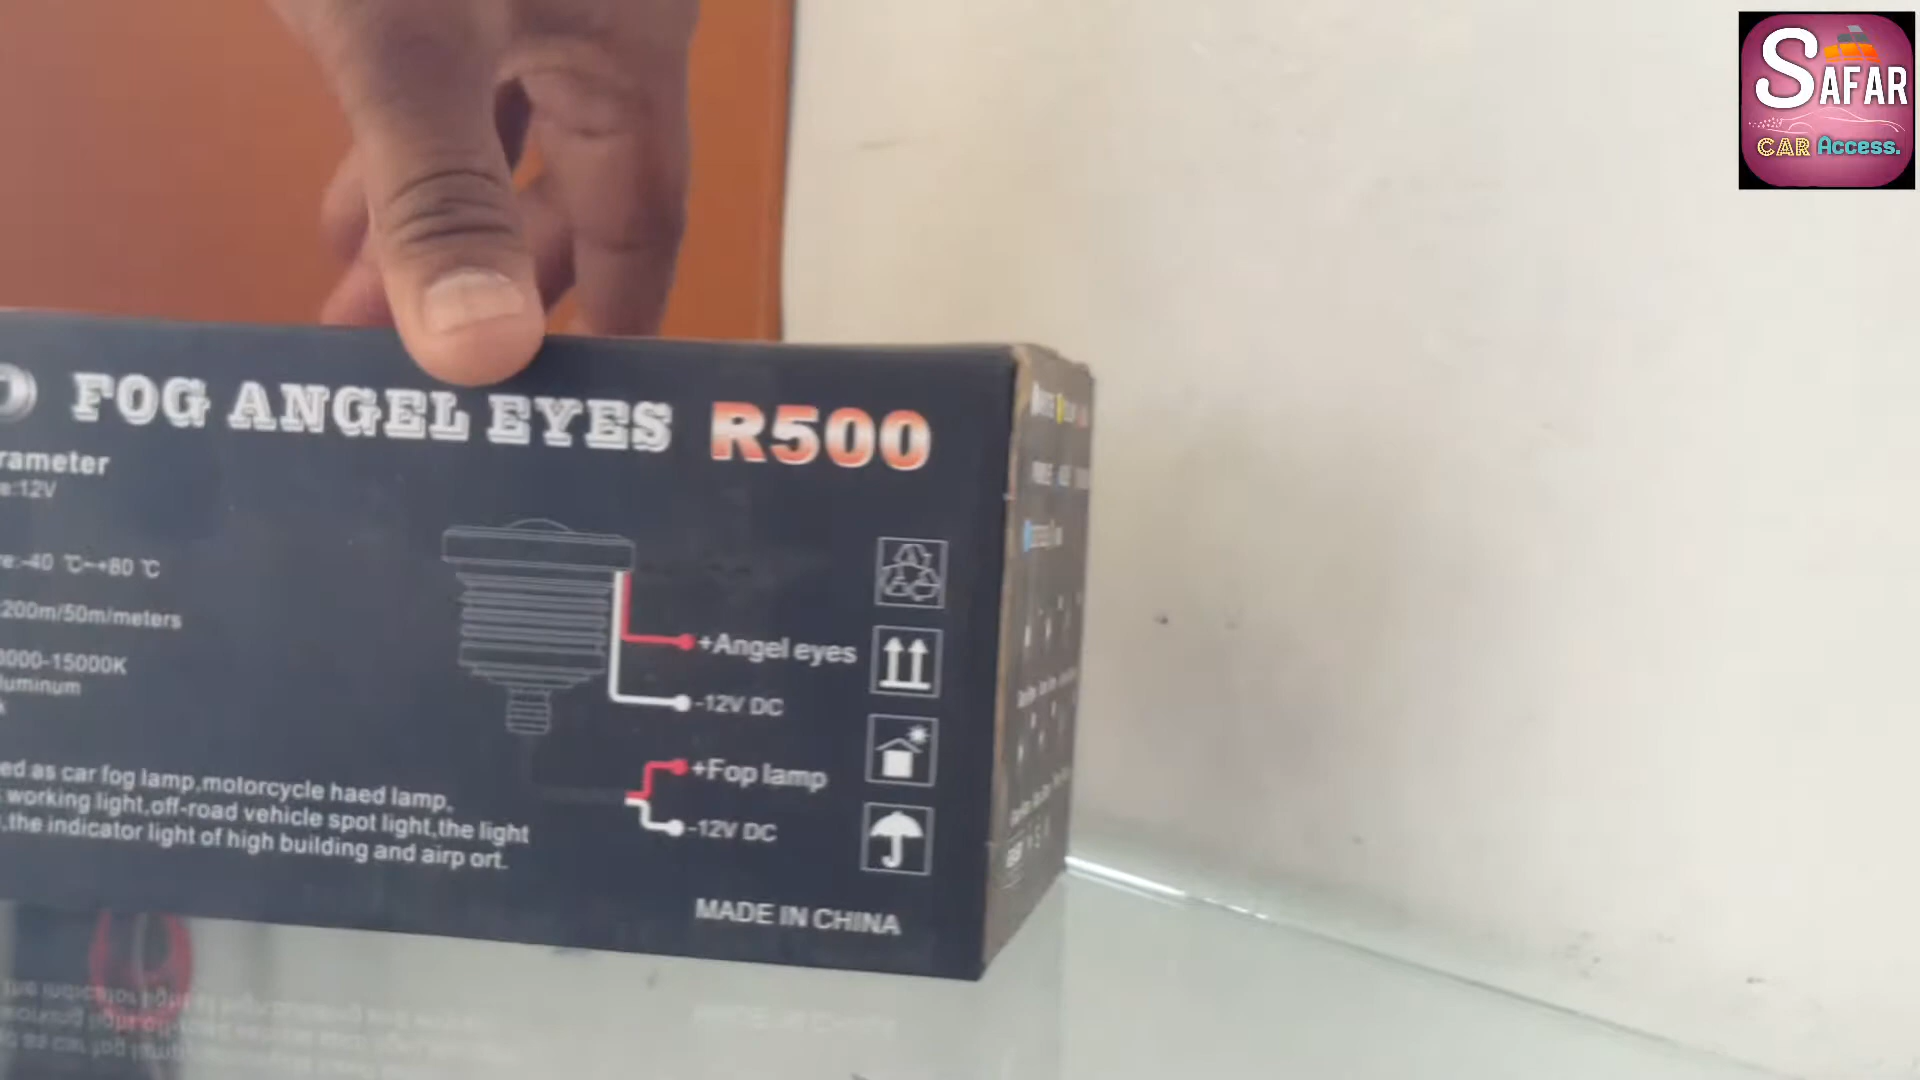 SAFAR
CAR Access.
FOG ANGEL EYES R500
rameter
e:12V
re:-40 ℃~+80 ℃
200m/50m/meters
3000-15000K
luminum
+Angel eyes
-12V DC
+Fop lamp
-12V DC
ed as car fog lamp,motorcycle haed lamp,
working light,off-road vehicle spot light,the light
,the indicator light of high building and airp ort.
MADE IN CHINA